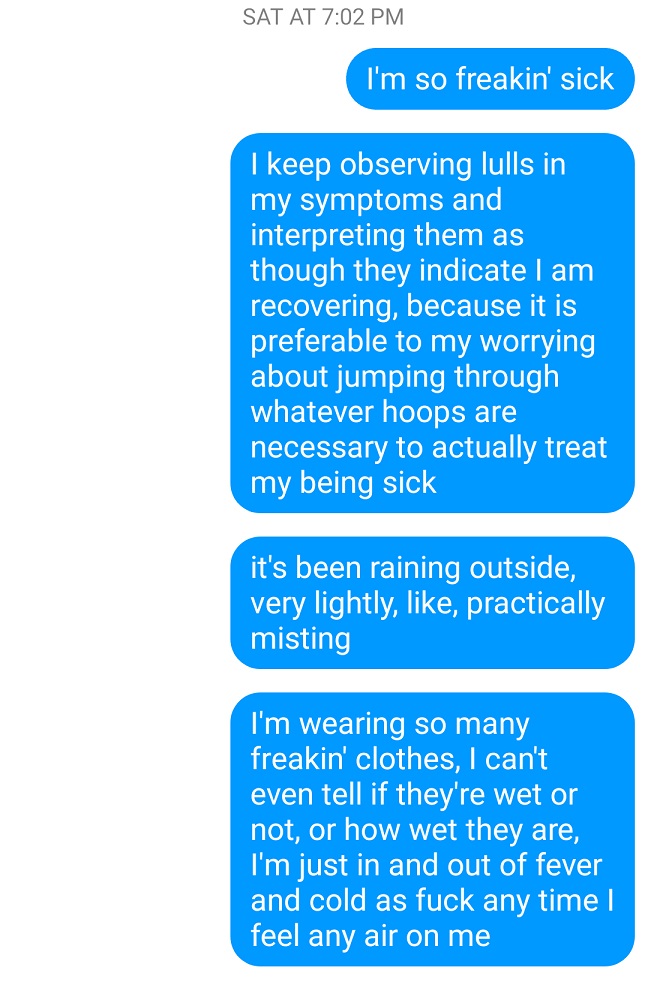 SAT AT 7:02 PM
I'm so freakin' sick
I keep observing lulls in
my symptoms and
interpreting them as
though they indicate I am
recovering, because it is
preferable to my worrying
about jumping through
whatever hoops are
necessary to actually treat
my being sick
it's been raining outside,
very lightly, like, practically
misting
I'm wearing so many
freakin' clothes, I can't
even tell if they're wet or
not, or how wet they are,
I'm just in and out of fever
and cold as fuck any time I
feel any air on me